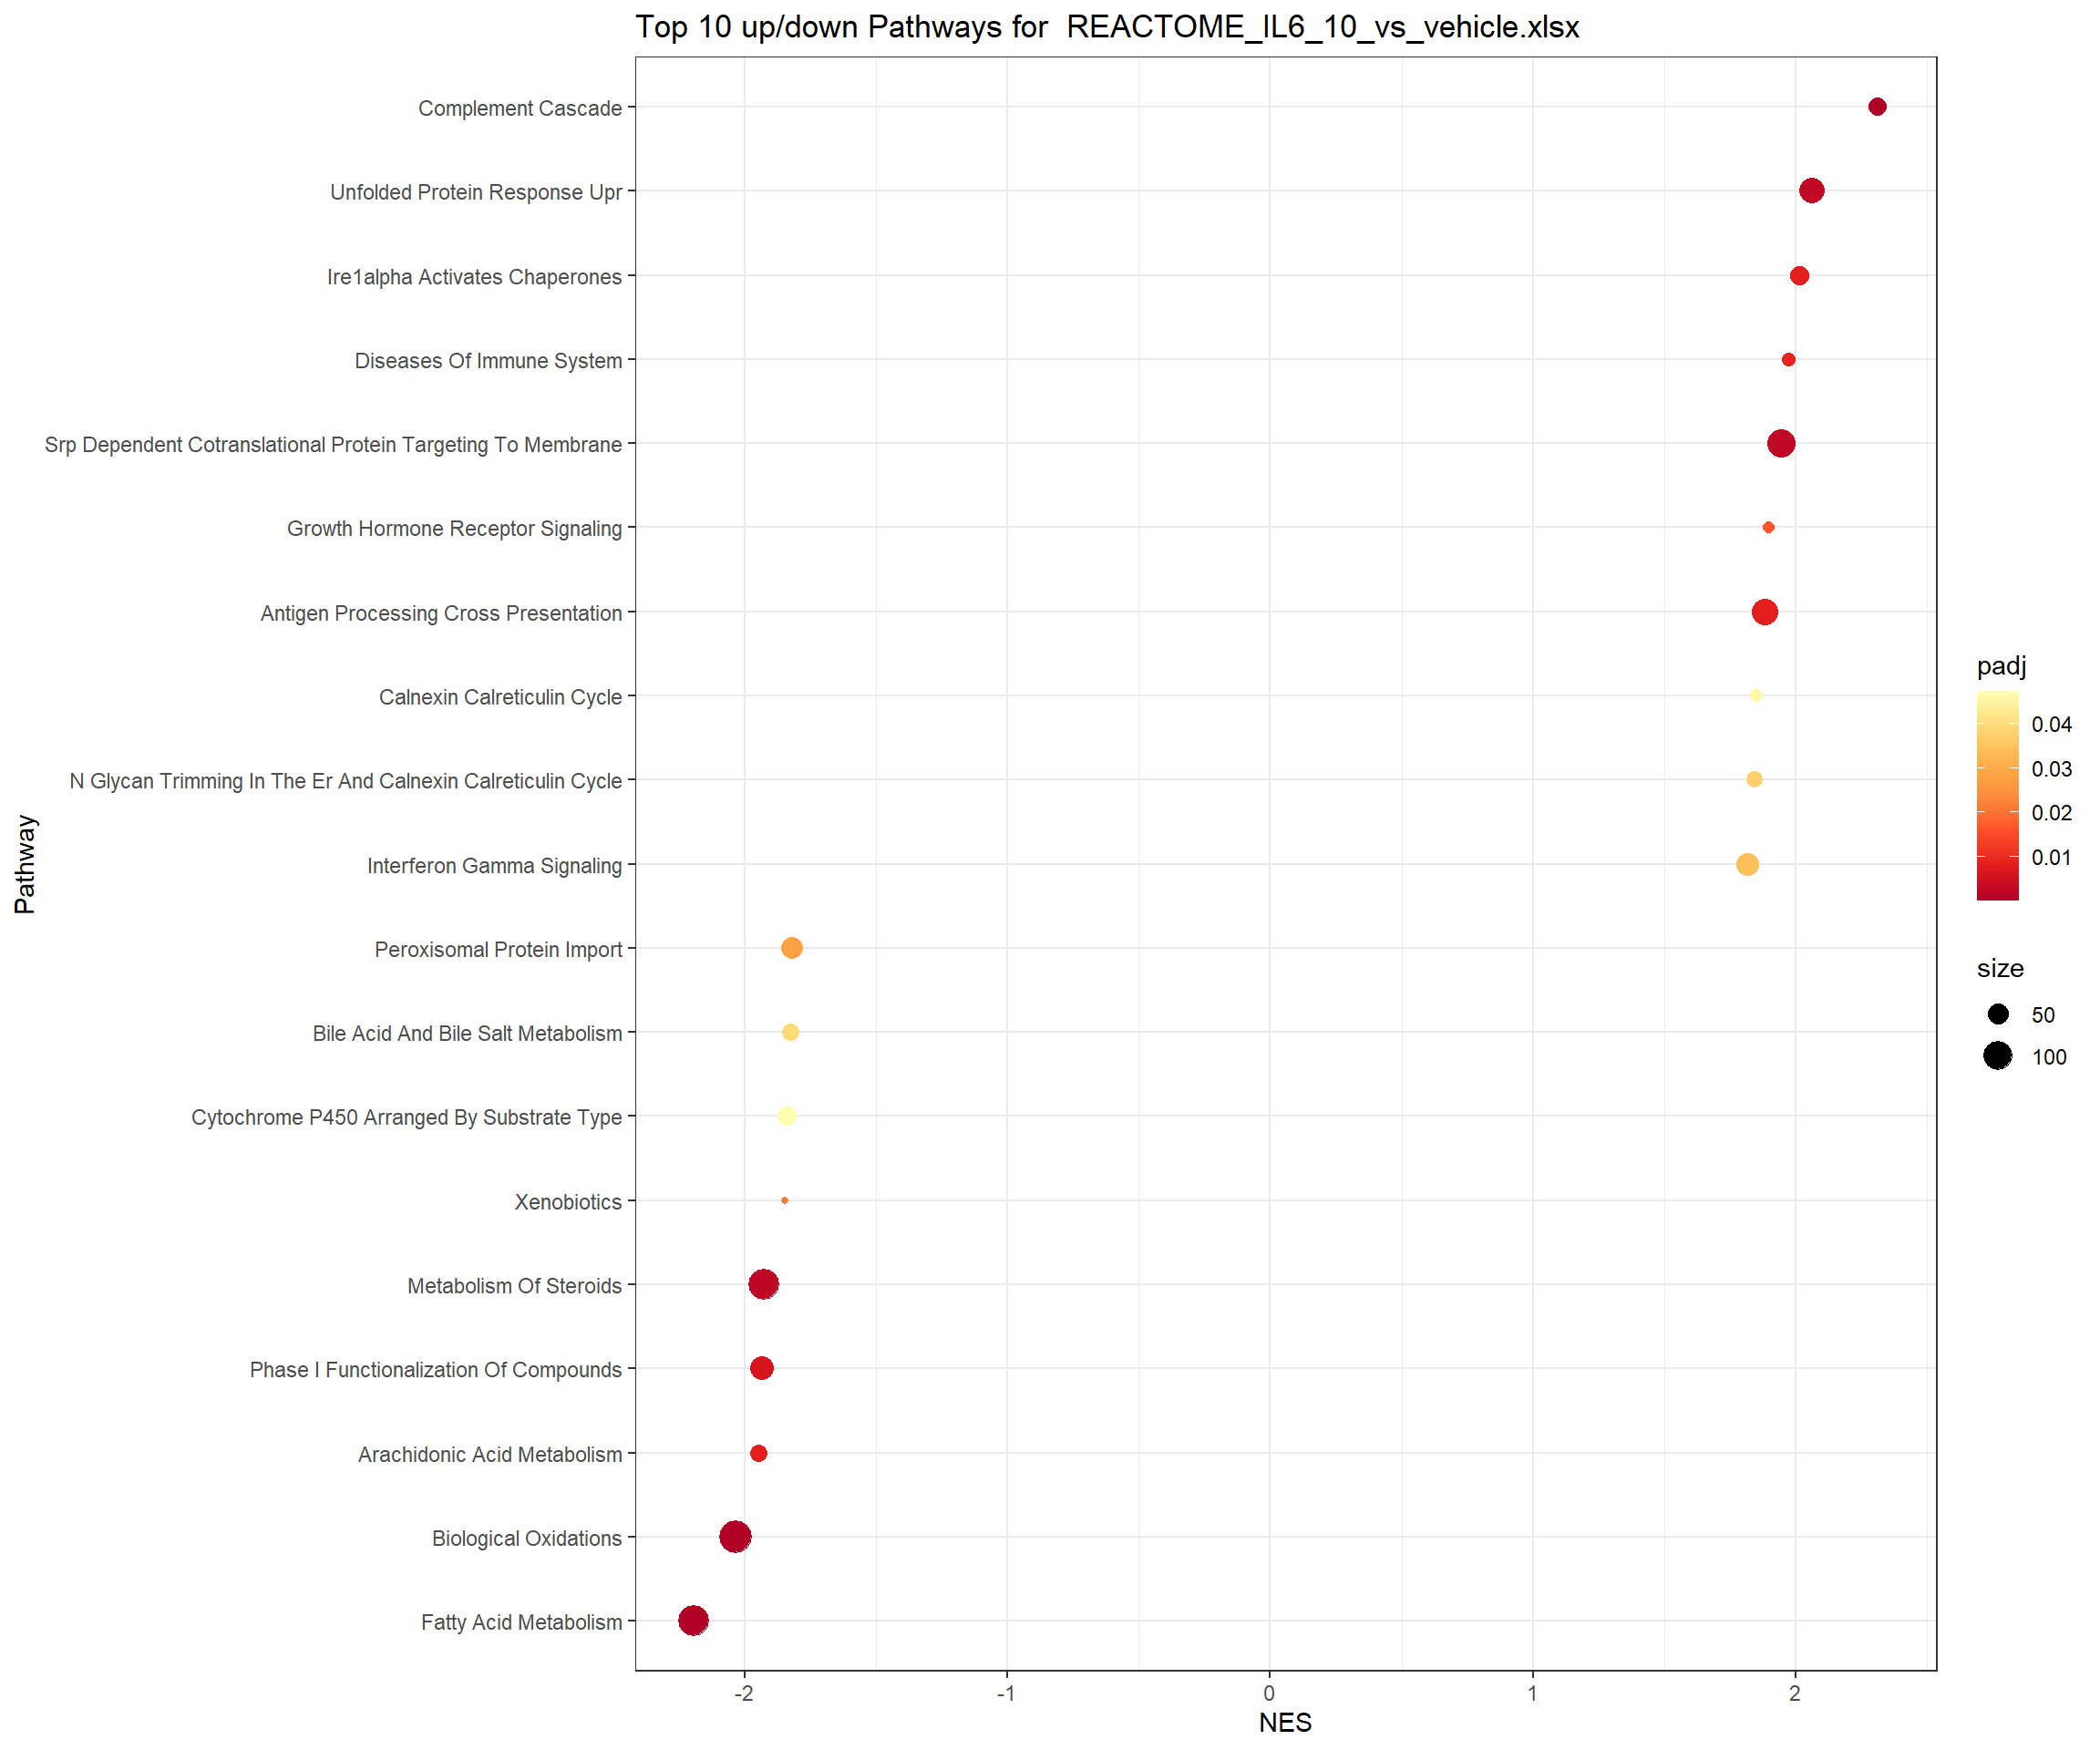 Top 10 up/down Pathways for  REACTOME_IL6_10_vs_vehicle.xlsx
Complement Cascade
Unfolded Protein Response Upr
Ire1alpha Activates Chaperones
Diseases Of Immune System
Srp Dependent Cotranslational Protein Targeting To Membrane
Growth Hormone Receptor Signaling
Antigen Processing Cross Presentation
Calnexin Calreticulin Cycle
N Glycan Trimming In The Er And Calnexin Calreticulin Cycle
Interferon Gamma Signaling
Peroxisomal Protein Import
Bile Acid And Bile Salt Metabolism
Cytochrome P450 Arranged By Substrate Type
Xenobiotics
Metabolism Of Steroids
Phase I Functionalization Of Compounds
Arachidonic Acid Metabolism
Biological Oxidations
Fatty Acid Metabolism
Pathway
-2 -1 0 1 2
NES
padj
0.04
0.03
0.02
0.01
size
50
100